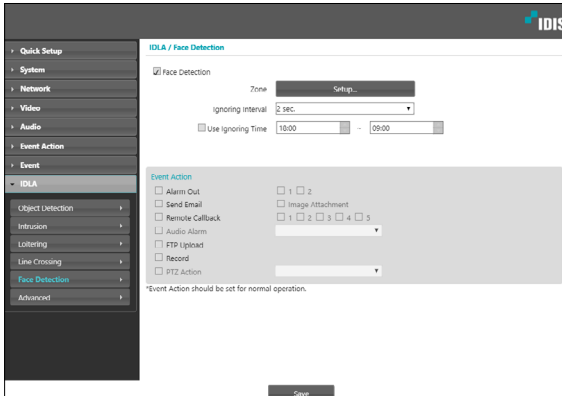 IDIS
Quick Setup
System
Network
Video
Audio
Event Action
Event
IDLA
Object Detection
Intrusion
Loitering
Line Crossing
Face Detection
Advanced
IDLA / Face Detection
Face Detection
Zone Setup...
Ignoring Interval 2 sec.
Use Ignoring Time 18:00 – 09:00
Event Action
Alarm Out 1 2
Send Email Image Attachment
Remote Callback 1 2 3 4 5
Audio Alarm
FTP Upload
Record
PTZ Action
*Event Action should be set for normal operation.
Save